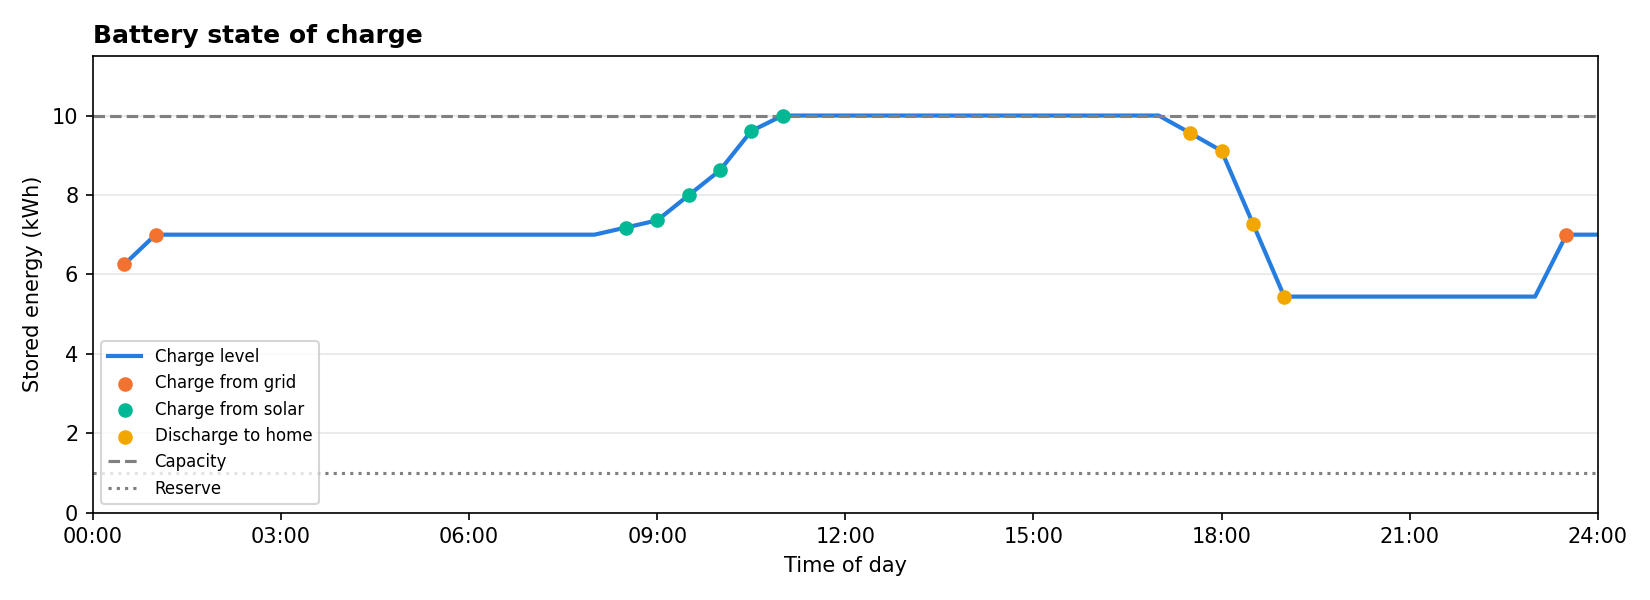 Battery state of charge
Stored energy (kWh)
10
8
6
4
2
0
Charge level
Charge from grid
Charge from solar
Discharge to home
Capacity
Reserve
00:00 03:00 06:00 09:00 12:00 15:00 18:00 21:00 24:00
Time of day